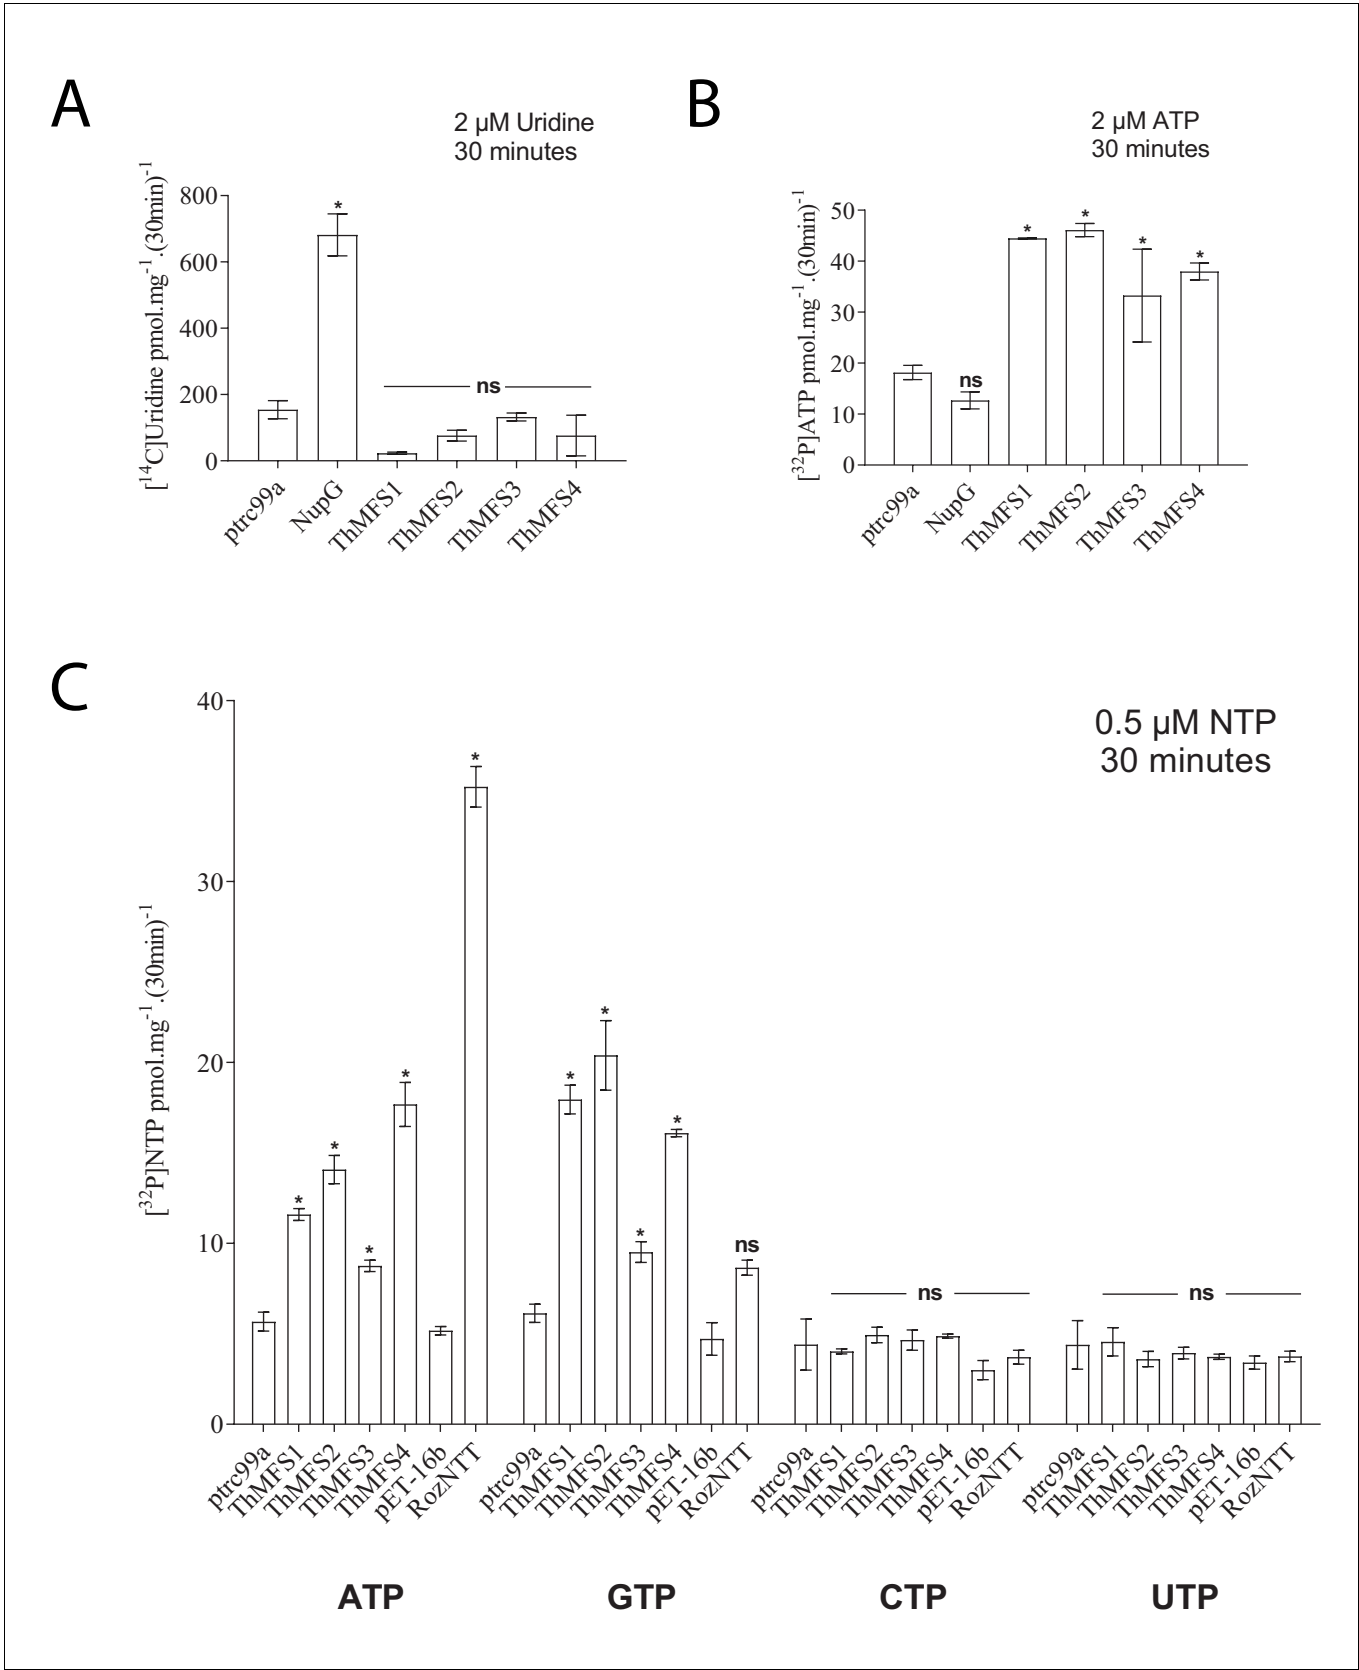 A
2 µM Uridine
30 minutes
[14C]Uridine pmol.mg-1.(30min)-1
800
600
400
200
0
*
ns
ptrc99a
NupG
ThMFS1
ThMFS2
ThMFS3
ThMFS4
B
2 µM ATP
30 minutes
[32P]ATP pmol.mg-1.(30min)-1
50
40
30
20
10
0
ns
*
*
*
*
ptrc99a
NupG
ThMFS1
ThMFS2
ThMFS3
ThMFS4
C
0.5 µM NTP
30 minutes
[32P]NTP pmol.mg-1.(30min)-1
40
30
20
10
0
*
*
*
*
*
*
*
*
*
ns
ns
ns
ptrc99a
ThMFS1
ThMFS2
ThMFS3
ThMFS4
pET-16b
RozNTT
ptrc99a
ThMFS1
ThMFS2
ThMFS3
ThMFS4
pET-16b
RozNTT
ptrc99a
ThMFS1
ThMFS2
ThMFS3
ThMFS4
pET-16b
RozNTT
ptrc99a
ThMFS1
ThMFS2
ThMFS3
ThMFS4
pET-16b
RozNTT
ATP
GTP
CTP
UTP